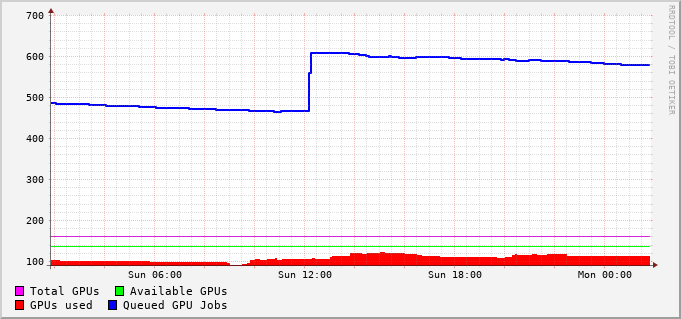 700
600
500
400
300
200
100
Sun 06:00 Sun 12:00 Sun 18:00 Mon 00:00
Total GPUs Available GPUs
GPUs used Queued GPU Jobs
RRDTOOL / TOBI OETIKER